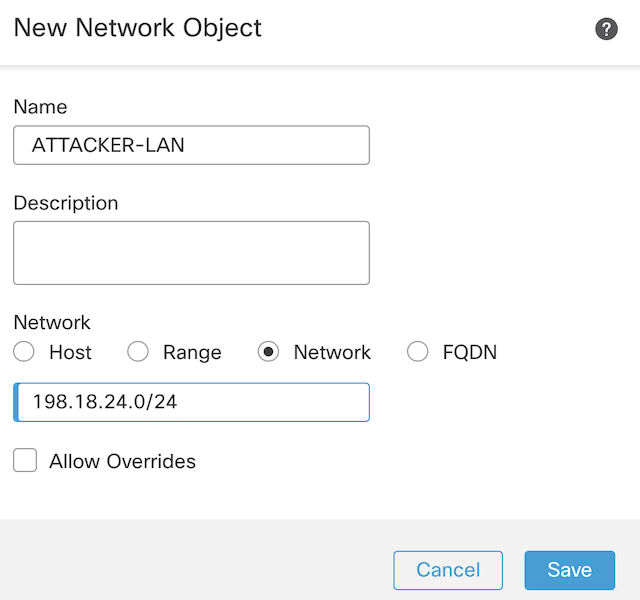 New Network Object
?
Name
ATTACKER-LAN
Description
Network
Host Range Network FQDN
198.18.24.0/24
Allow Overrides
Cancel Save